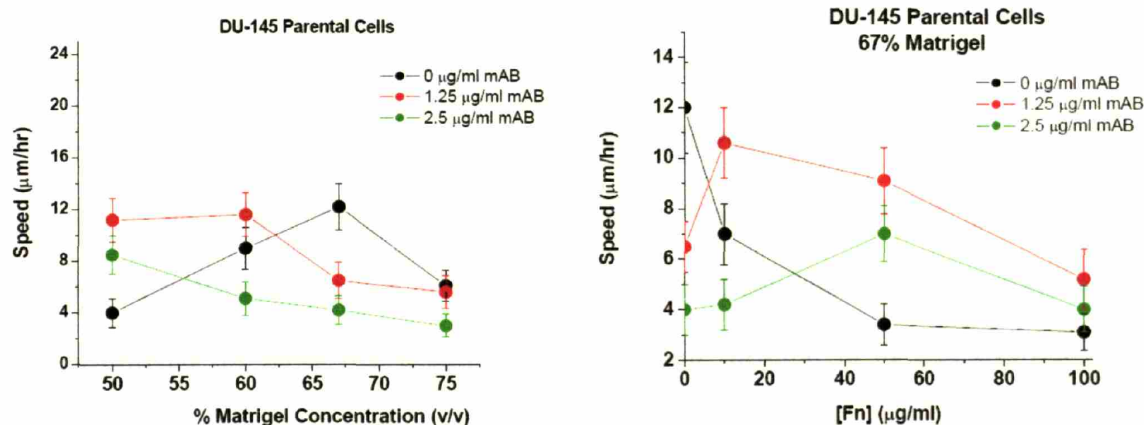 DU-145 Parental Cells
24
20
16
12
8
4
0
Speed (μm/hr)
0 μg/ml mAB
1.25 μg/ml mAB
2.5 μg/ml mAB
50 55 60 65 70 75
% Matrigel Concentration (v/v)
DU-145 Parental Cells
67% Matrigel
14
12
10
8
6
4
2
Speed (μm/hr)
0 μg/ml mAB
1.25 μg/ml mAB
2.5 μg/ml mAB
0 20 40 60 80 100
[Fn] (μg/ml)